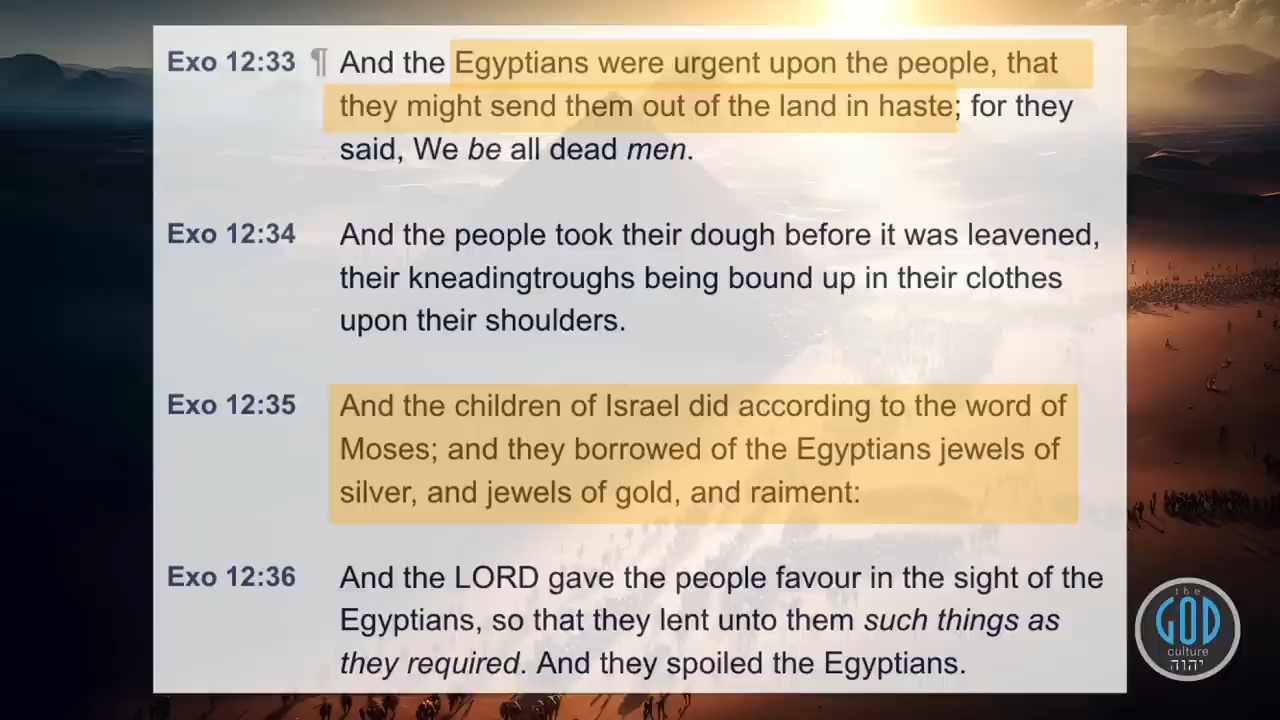 Exo 12:33 ¶ And the Egyptians were urgent upon the people, that
they might send them out of the land in haste; for they
said, We be all dead men.
Exo 12:34 And the people took their dough before it was leavened,
their kneadingtroughs being bound up in their clothes
upon their shoulders.
Exo 12:35 And the children of Israel did according to the word of
Moses; and they borrowed of the Egyptians jewels of
silver, and jewels of gold, and raiment:
Exo 12:36 And the LORD gave the people favour in the sight of the
Egyptians, so that they lent unto them such things as
they required. And they spoiled the Egyptians.
the
GOD
culture
יהוה